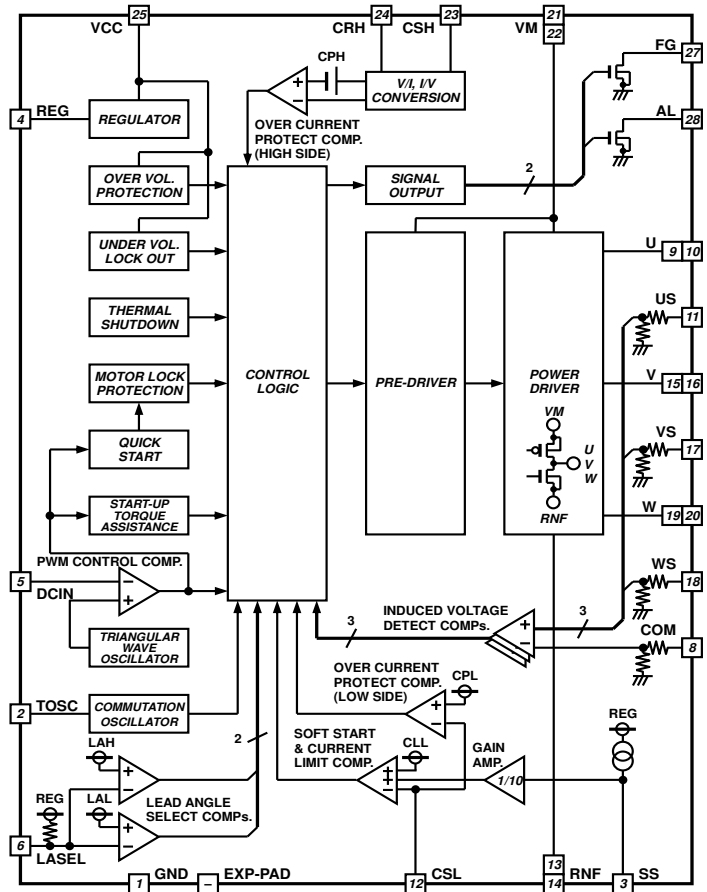 25
24
23
21
VCC
CRH
CSH
VM
22
FG
27
CPH
+
−
V/I, I/V
CONVERSION
4
REG
REGULATOR
OVER CURRENT
PROTECT COMP.
(HIGH SIDE)
AL
28
OVER VOL.
PROTECTION
SIGNAL
OUTPUT
2
UNDER VOL.
LOCK OUT
U
9
10
US
11
THERMAL
SHUTDOWN
MOTOR LOCK
PROTECTION
CONTROL
LOGIC
PRE-DRIVER
POWER
DRIVER
V
15
16
VM
QUICK
START
U
V
W
VS
17
RNF
START-UP
TORQUE
ASSISTANCE
W
19
20
PWM CONTROL COMP.
5
DCIN
−
+
WS
18
INDUCED VOLTAGE
DETECT COMPs.
3
3
+
−
COM
8
TRIANGULAR
WAVE
OSCILLATOR
OVER CURRENT
PROTECT COMP.
(LOW SIDE)
CPL
+
−
2
TOSC
COMMUTATION
OSCILLATOR
REG
2
LAH
+
−
SOFT START
& CURRENT
LIMIT COMP.
CLL
+
+
−
GAIN
AMP.
1/10
REG
LAL
+
−
LEAD ANGLE
SELECT COMPs.
6
LASEL
13
1
GND
–
EXP-PAD
12
CSL
14
RNF
3
SS